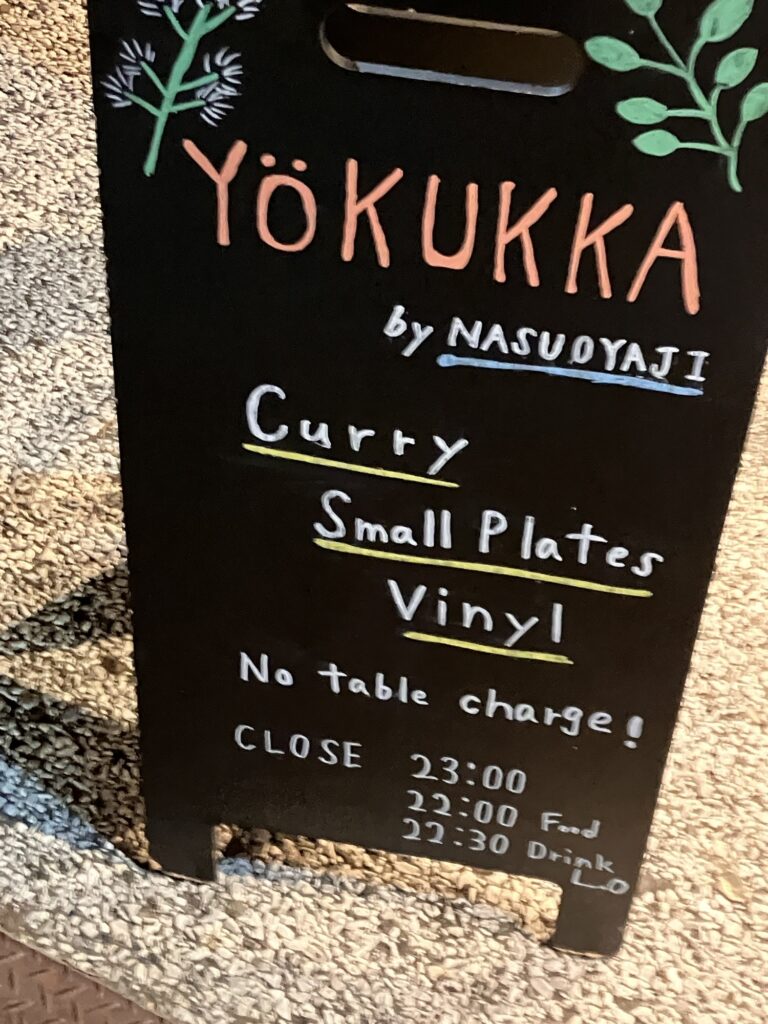 YÖKUKKA
by NASUOYAJI
Curry
Small Plates
Vinyl
No table charge!
CLOSE 23:00
22:00 Food
22:30 Drink
LO